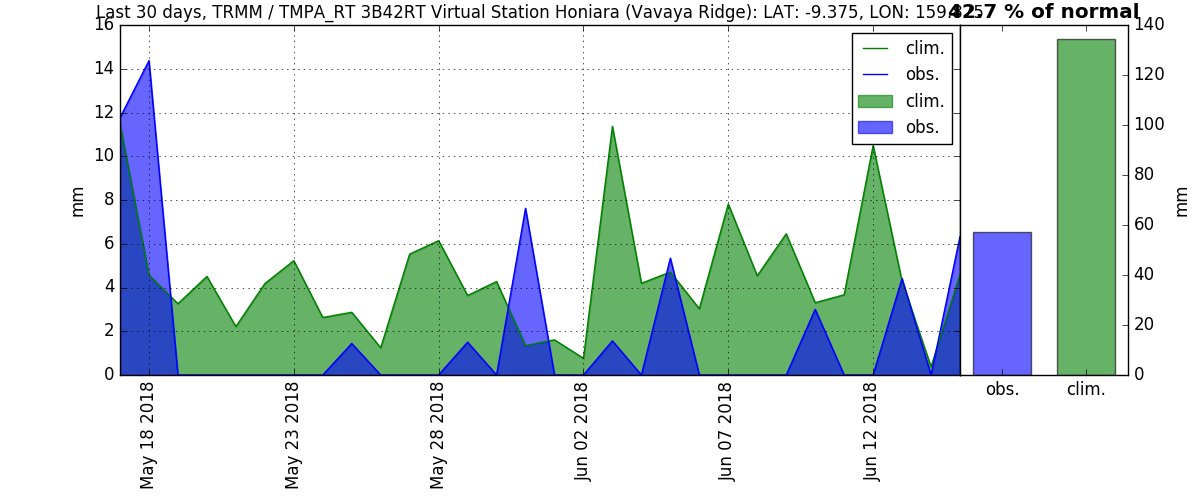 Last 30 days, TRMM / TMPA_RT 3B42RT Virtual Station Honiara (Vavaya Ridge): LAT: -9.375, LON:
42.7 % of normal
16
14
12
10
8
6
4
2
0
mm
clim.
obs.
clim.
obs.
May 18 2018
May 23 2018
May 28 2018
Jun 02 2018
Jun 07 2018
Jun 12 2018
140
120
100
80
60
40
20
0
mm
obs.
clim.